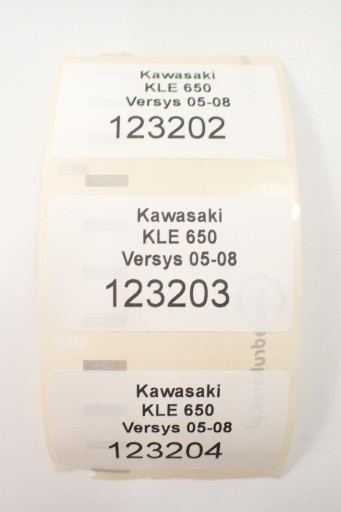 Kawasaki
KLE 650
Versys 05-08
123202
Kawasaki
KLE 650
Versys 05-08
123203
Kawasaki
KLE 650
Versys 05-08
123204